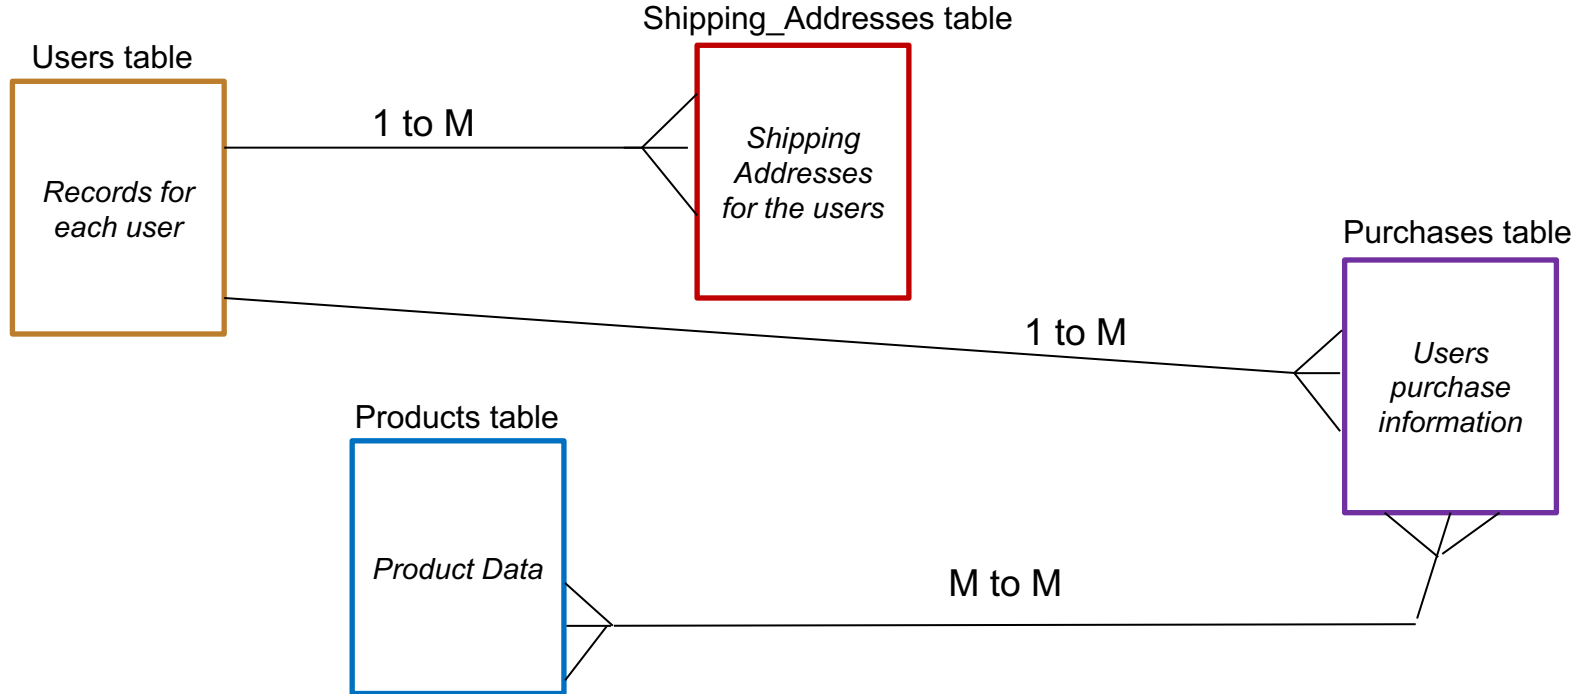 Shipping_Addresses table
Users table
1 to M
Shipping
Addresses
for the users
Records for
each user
Purchases table
1 to M
Users
purchase
information
Products table
Product Data
M to M